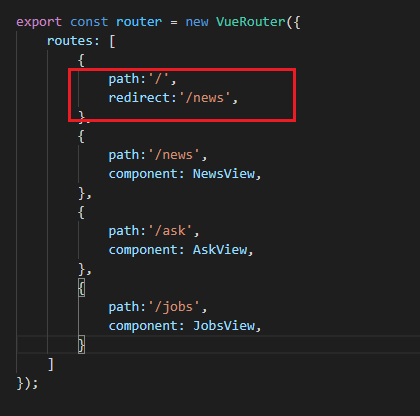 export const router = new VueRouter({
    routes: [
        {
            path:'/',
            redirect:'/news',
        },
        {
            path:'/news',
            component: NewsView,
        },
        {
            path:'/ask',
            component: AskView,
        },
        {
            path:'/jobs',
            component: JobsView,
        }
    ]
});